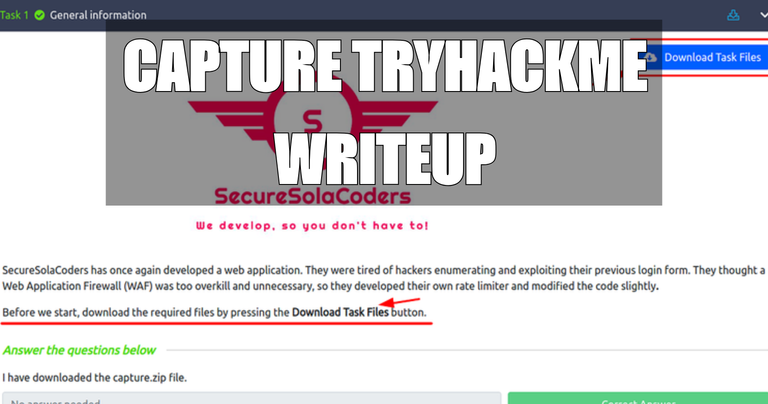 Task 1 General information
CAPTURE TRYHACKME
Download Task Files
S
WRITEUP
SecureSolaCoders
We develop, so you don't have to!
SecureSolaCoders has once again developed a web application. They were tired of hackers enumerating and exploiting their previous login form. They thought a
Web Application Firewall (WAF) was too overkill and unnecessary, so they developed their own rate limiter and modified the code slightly.
Before we start, download the required files by pressing the Download Task Files button.
Answer the questions below
I have downloaded the capture.zip file.
No answer needed
Correct Answer